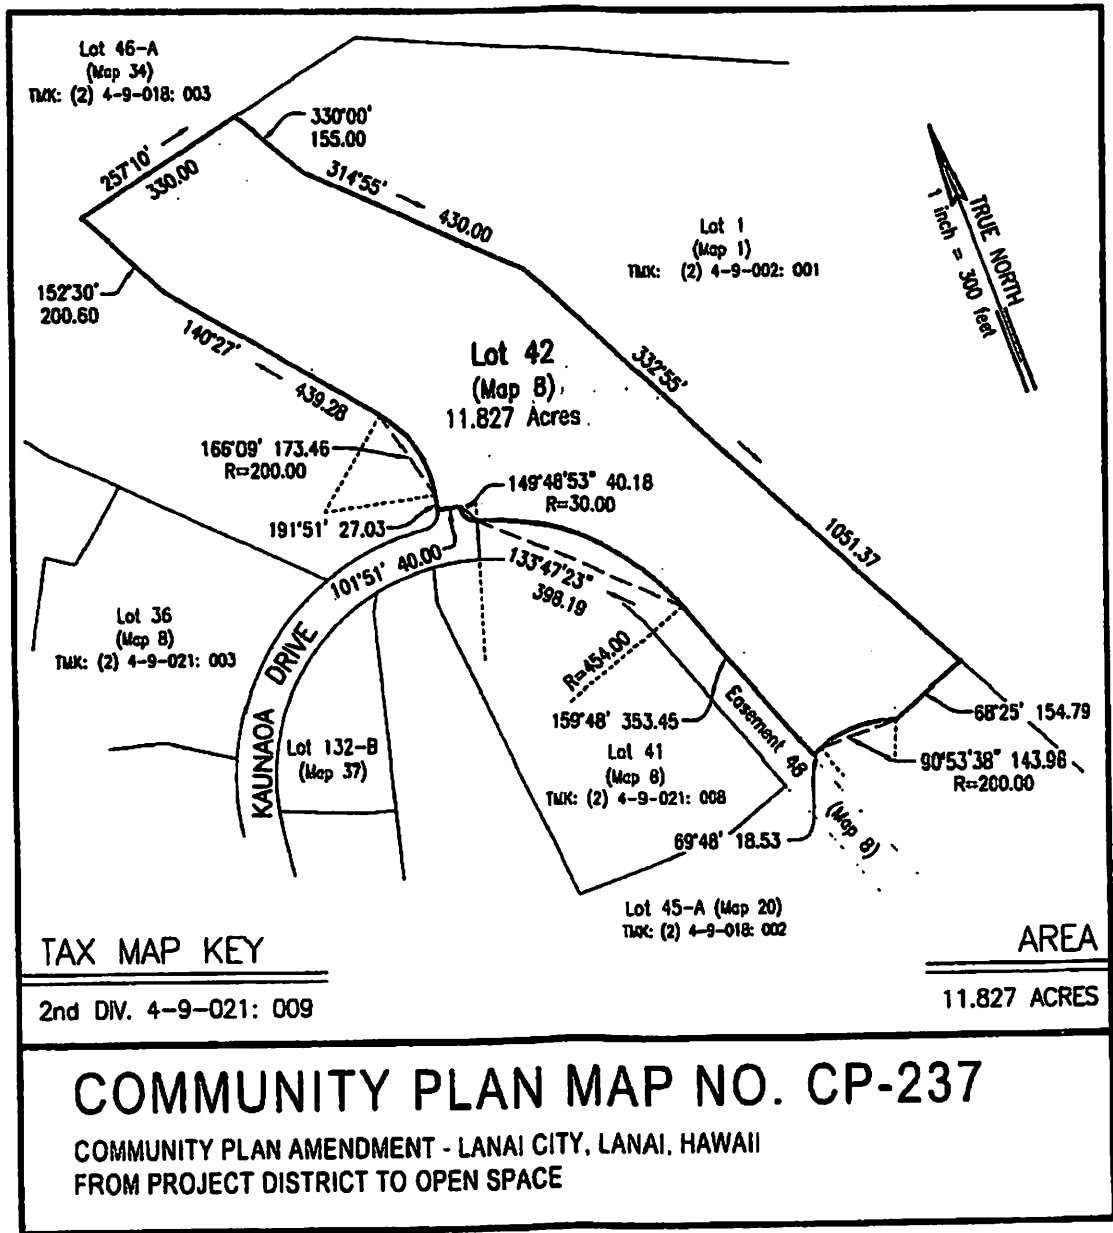 Lot 46-A
(Map 34)
TMK: (2) 4-9-018: 003
330°00'
155.00
257°10'
330.00
314°55'
430.00
Lot 1
(Map 1)
TMK: (2) 4-9-002: 001
TRUE NORTH
1 inch = 300 feet
152°30'
200.60
140°27'
439.28
Lot 42
(Map 8)
11.827 Acres
332°55'
1051.37
166°09' 173.46
R=200.00
149°48'53" 40.18
R=30.00
191°51' 27.03
101°51' 40.00
133°47'23"
398.19
Lot 36
(Map 8)
TMK: (2) 4-9-021: 003
KAUNAOA DRIVE
R=454.00
159°48' 353.45
Easement 48
68°25' 154.79
90°53'38" 143.96
R=200.00
Lot 132-B
(Map 37)
Lot 41
(Map 8)
TMK: (2) 4-9-021: 008
(Map 8)
69°48' 18.53
Lot 45-A (Map 20)
TMK: (2) 4-9-018: 002
TAX MAP KEY
2nd DIV. 4-9-021: 009
AREA
11.827 ACRES
COMMUNITY PLAN MAP NO. CP-237
COMMUNITY PLAN AMENDMENT - LANAI CITY, LANAI, HAWAII
FROM PROJECT DISTRICT TO OPEN SPACE